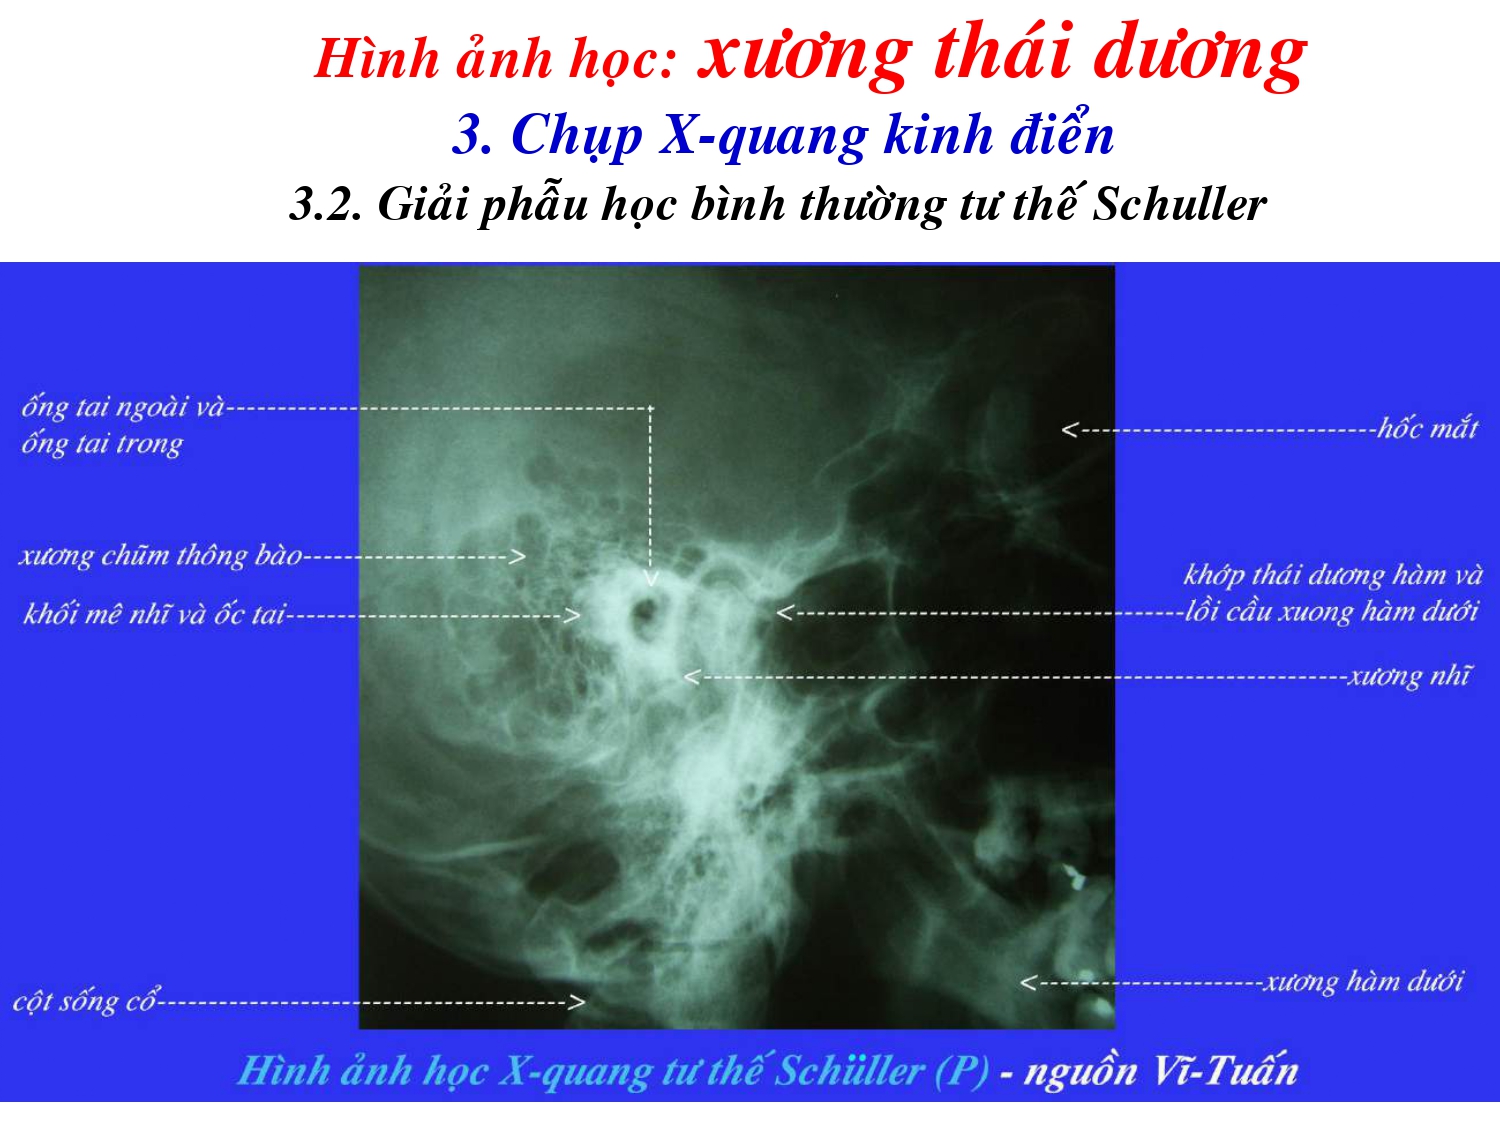 Hình ảnh học: xương thái dương
3. Chụp X-quang kinh điển
3.2. Giải phẫu học bình thường tư thế Schuller
ống tai ngoài và
ống tai trong
hốc mắt
xương chũm thông bào
khớp thái dương hàm và
khối mê nhĩ và ốc tai
lồi cầu xuong hàm dưới
xương nhĩ
cột sống cổ
xương hàm dưới
Hình ảnh học X-quang tư thế Schüller (P) - nguồn Vĩ-Tuấn